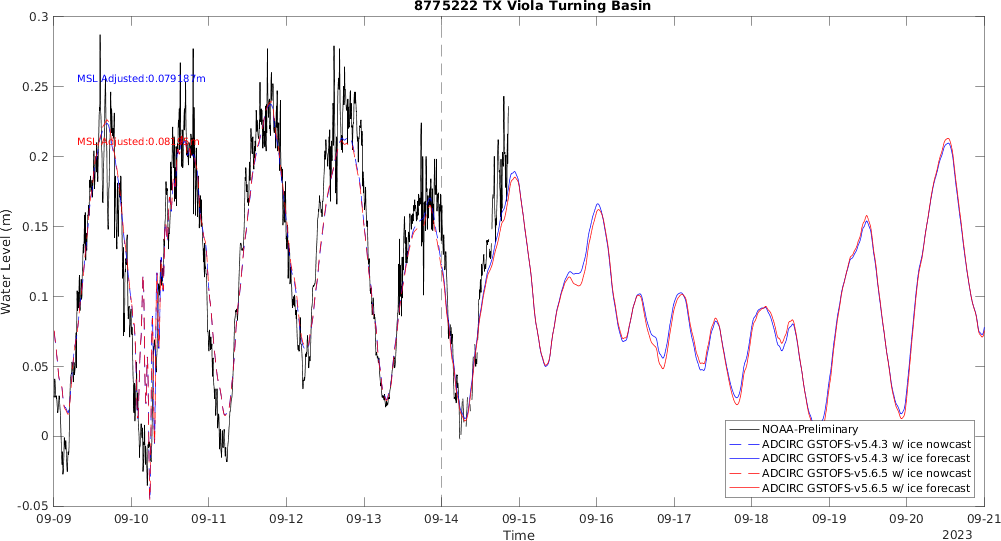 8775222 TX Viola Turning Basin
0.3
0.25
0.2
0.15
0.1
0.05
0
-0.05
Water Level (m)
MSL Adjusted:0.079187m
MSL Adjusted:
09-09 09-10 09-11 09-12 09-13 09-14 09-15 09-16 09-17 09-18 09-19 09-20 09-21
Time
2023
NOAA-Preliminary
ADCIRC GSTOFS-v5.4.3 w/ ice nowcast
ADCIRC GSTOFS-v5.4.3 w/ ice forecast
ADCIRC GSTOFS-v5.6.5 w/ ice nowcast
ADCIRC GSTOFS-v5.6.5 w/ ice forecast